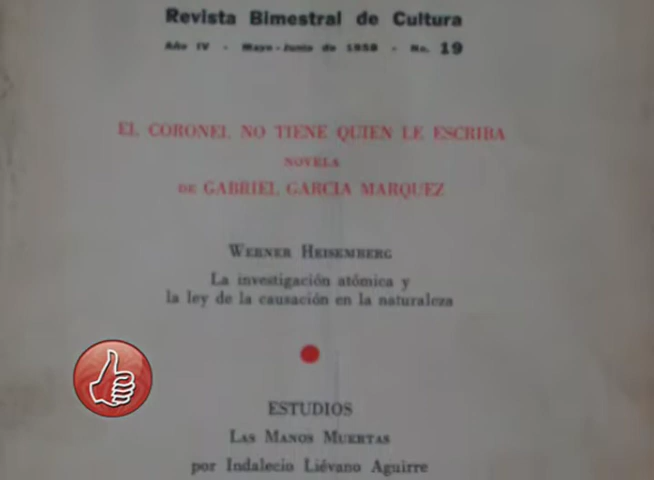 Revista Bimestral de Cultura
Año IV - Mayo-Junio de 1958 - No. 19
EL CORONEL NO TIENE QUIEN LE ESCRIBA
NOVELA
DE GABRIEL GARCIA MARQUEZ
WERNER HEISEMBERG
La investigación atómica y
la ley de la causación en la naturaleza
ESTUDIOS
LAS MANOS MUERTAS
por Indalecio Liévano Aguirre